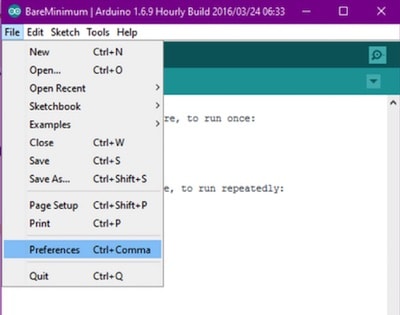 BareMinimum | Arduino 1.6.9 Hourly Build 2016/03/24 06:33
File Edit Sketch Tools Help
New Ctrl+N
Open... Ctrl+O
Open Recent
Sketchbook
Examples
Close Ctrl+W
Save Ctrl+S
Save As... Ctrl+Shift+S
Page Setup Ctrl+Shift+P
Print Ctrl+P
Preferences Ctrl+Comma
Quit Ctrl+Q
re, to run once:
e, to run repeatedly: